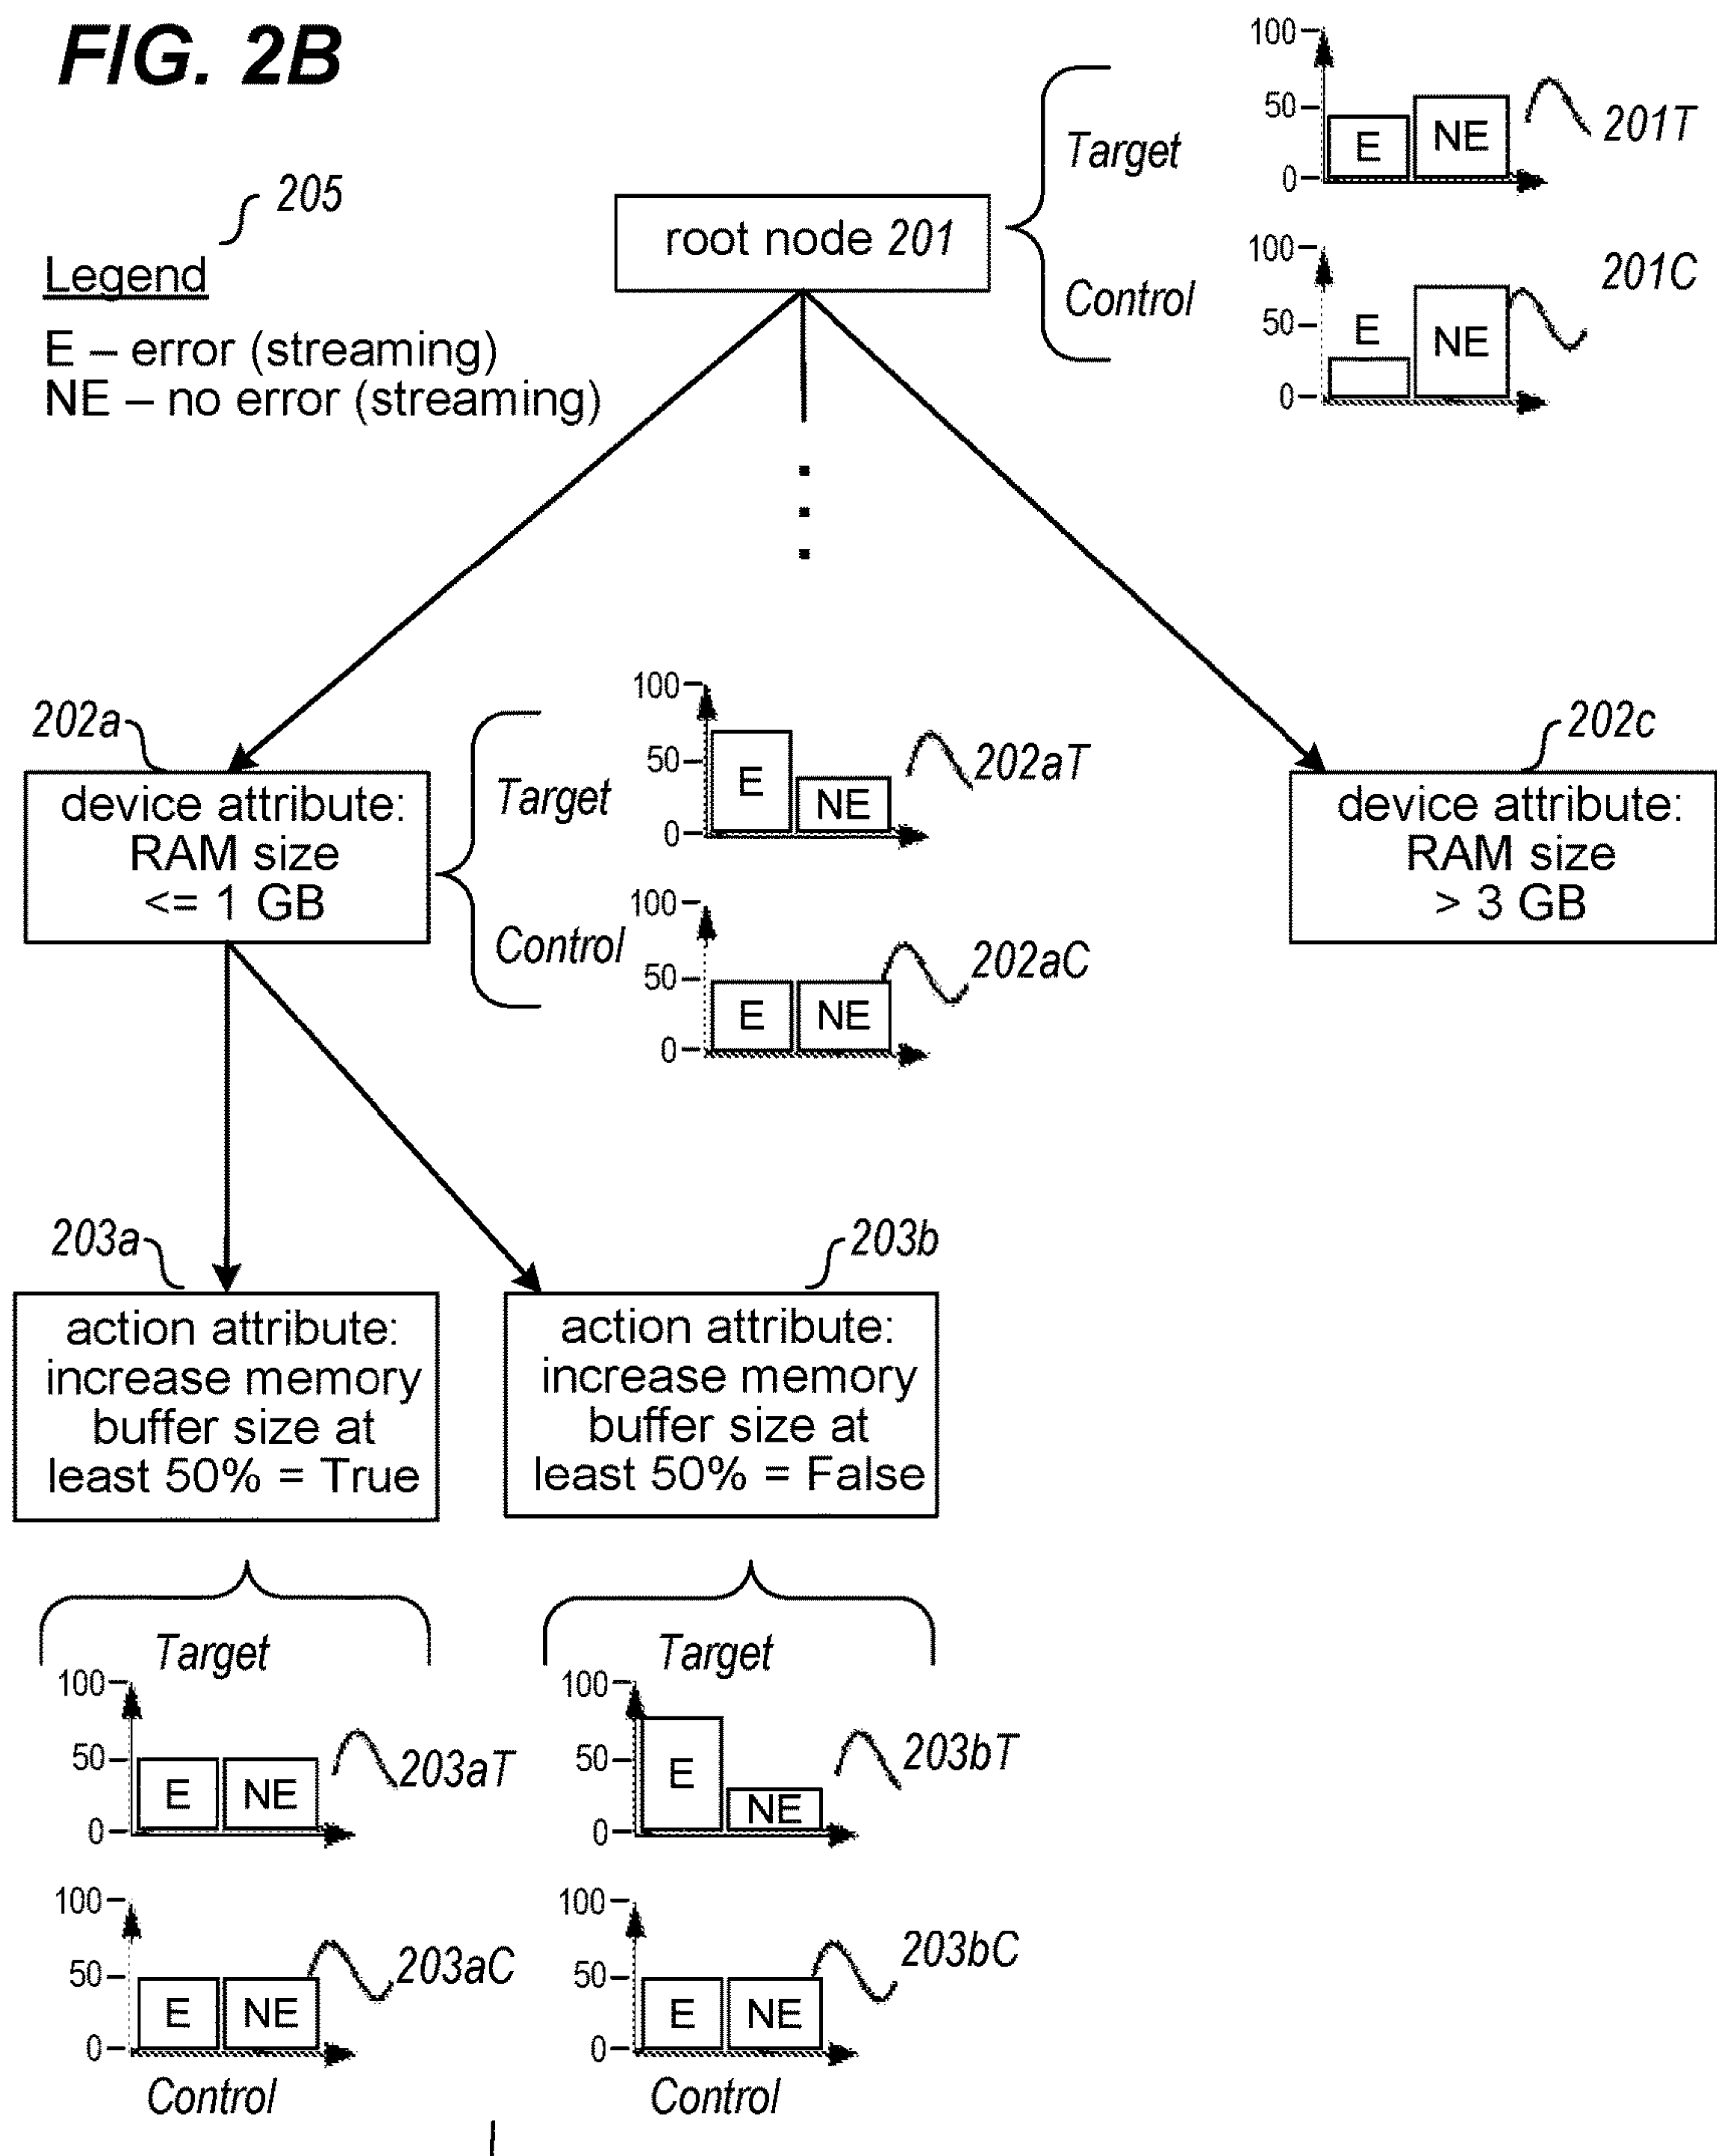 FIG. 2B
205
Legend
E – error (streaming)
NE – no error (streaming)
root node 201
Target
100
50
0
E
NE
201T
Control
100
50
0
E
NE
201C
202a
device attribute:
RAM size
<= 1 GB
Target
100
50
0
E
NE
202aT
Control
100
50
0
E
NE
202aC
202c
device attribute:
RAM size
> 3 GB
203a
action attribute:
increase memory
buffer size at
least 50% = True
203b
action attribute:
increase memory
buffer size at
least 50% = False
Target
100
50
0
E
NE
203aT
100
50
0
E
NE
203aC
Control
Target
100
50
0
E
NE
203bT
100
50
0
E
NE
203bC
Control